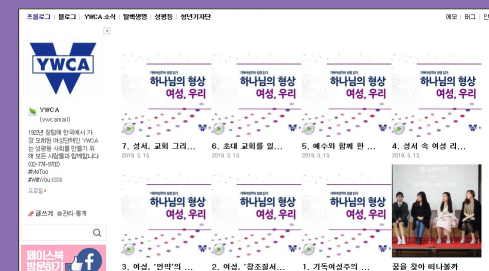 프롤로그 블로그 YWCA 소식 탈핵생명 성평등 청년기자단
메모 태그 안
YWCA
YWCA
(ywcamail)
1922년 창립해 한국에서 가
장 오래된 여성단체인 YWCA
는 성평등 사회를 만들기 위
해 모든 사람들과 함께합니다
(02-774-9702)
#MeToo
#WithYou
프로필
글쓰기 관리·통계
페이스북
방문하기
하나님의 형상
여성, 우리
하나님의 형상
여성, 우리
하나님의 형상
여성, 우리
하나님의 형상
여성, 우리
7. 성서, 교회 그리...
2019. 3. 13.
6. 초대 교회를 일...
2019. 3. 13.
5. 예수와 함께 한 ...
2019. 3. 13.
4. 성서 속 여성 리...
2019. 3. 13.
하나님의 형상
여성, 우리
하나님의 형상
여성, 우리
하나님의 형상
여성, 우리
3. 여성, '언약'의 ...
2. 여성, '창조질서...
1. 기독여성주의 ...
꿈을 찾아 떠나볼까